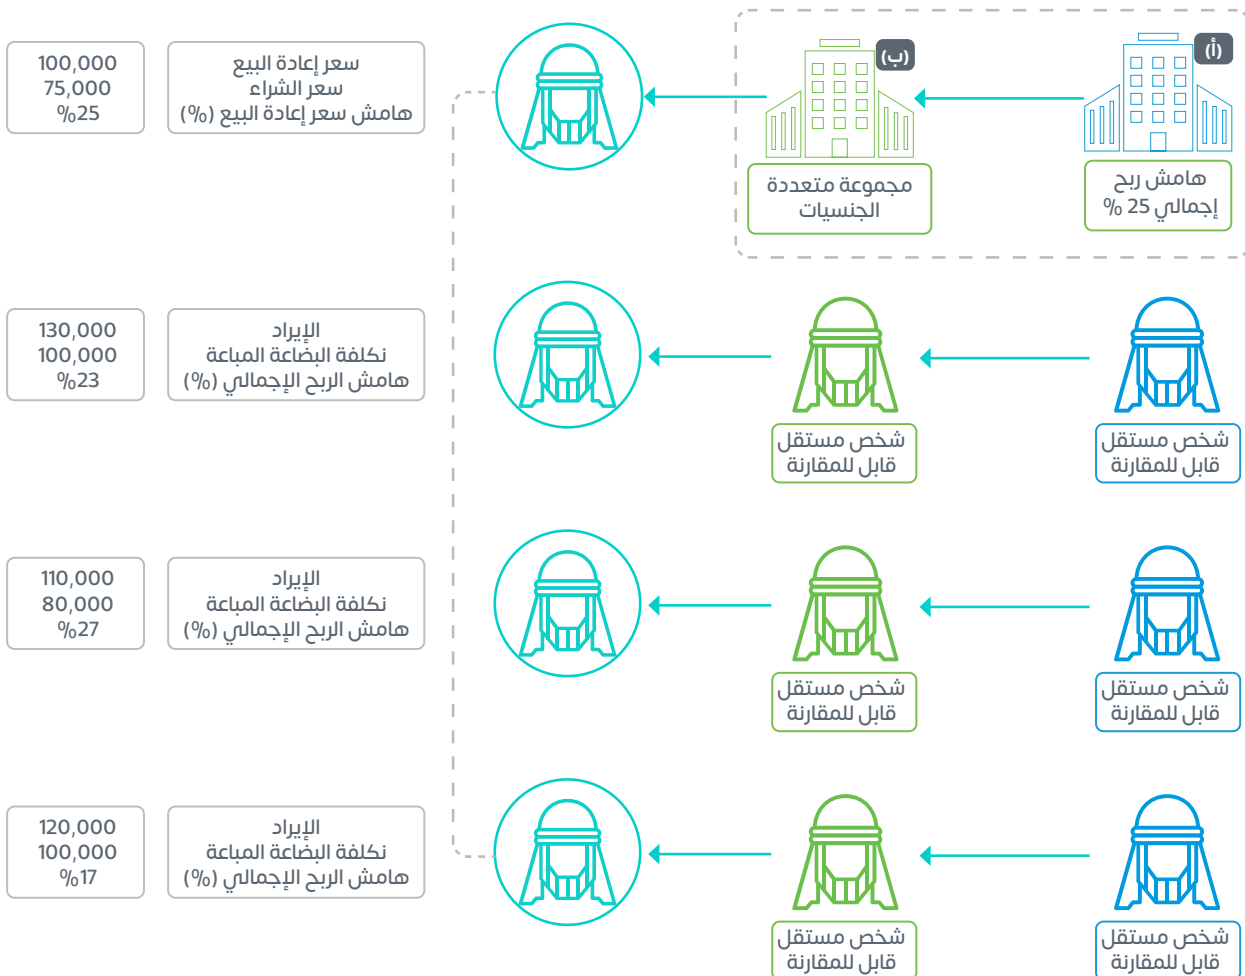 (أ)
هامش ربح
إجمالي 25 %
(ب)
مجموعة متعددة
الجنسيات
سعر إعادة البيع
سعر الشراء
هامش سعر إعادة البيع (%)
100,000
75,000
%25
شخص مستقل
قابل للمقارنة
شخص مستقل
قابل للمقارنة
الإيراد
نكلفة البضاعة المباعة
هامش الربح الإجمالي (%)
130,000
100,000
%23
شخص مستقل
قابل للمقارنة
شخص مستقل
قابل للمقارنة
الإيراد
نكلفة البضاعة المباعة
هامش الربح الإجمالي (%)
110,000
80,000
%27
شخص مستقل
قابل للمقارنة
شخص مستقل
قابل للمقارنة
الإيراد
نكلفة البضاعة المباعة
هامش الربح الإجمالي (%)
120,000
100,000
%17